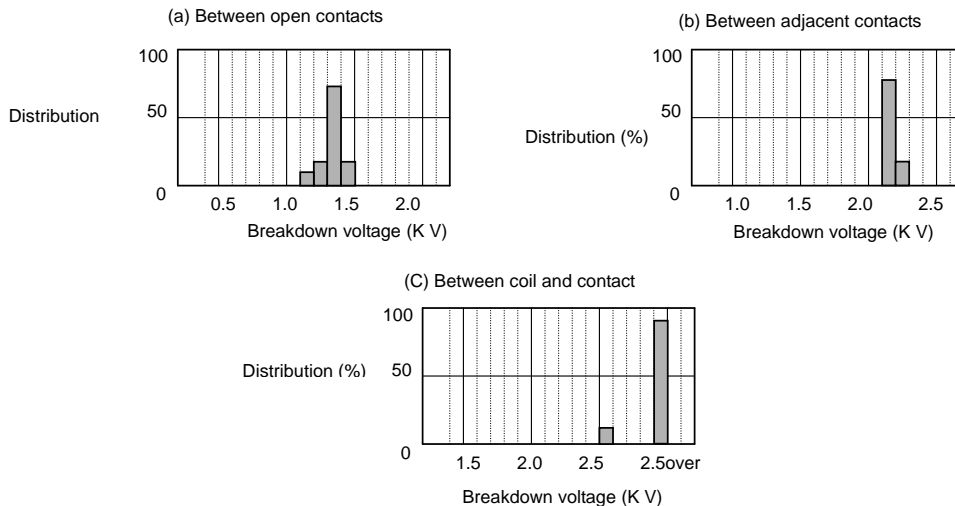 (a) Between open contacts
100
Distribution
50
0
0.5 1.0 1.5 2.0
Breakdown voltage (K V)
(b) Between adjacent contacts
100
50
Distribution (%)
0
1.0 1.5 2.0 2.5
Breakdown voltage (K V)
(C) Between coil and contact
100
Distribution (%)
50
0
1.5 2.0 2.5 2.5over
Breakdown voltage (K V)